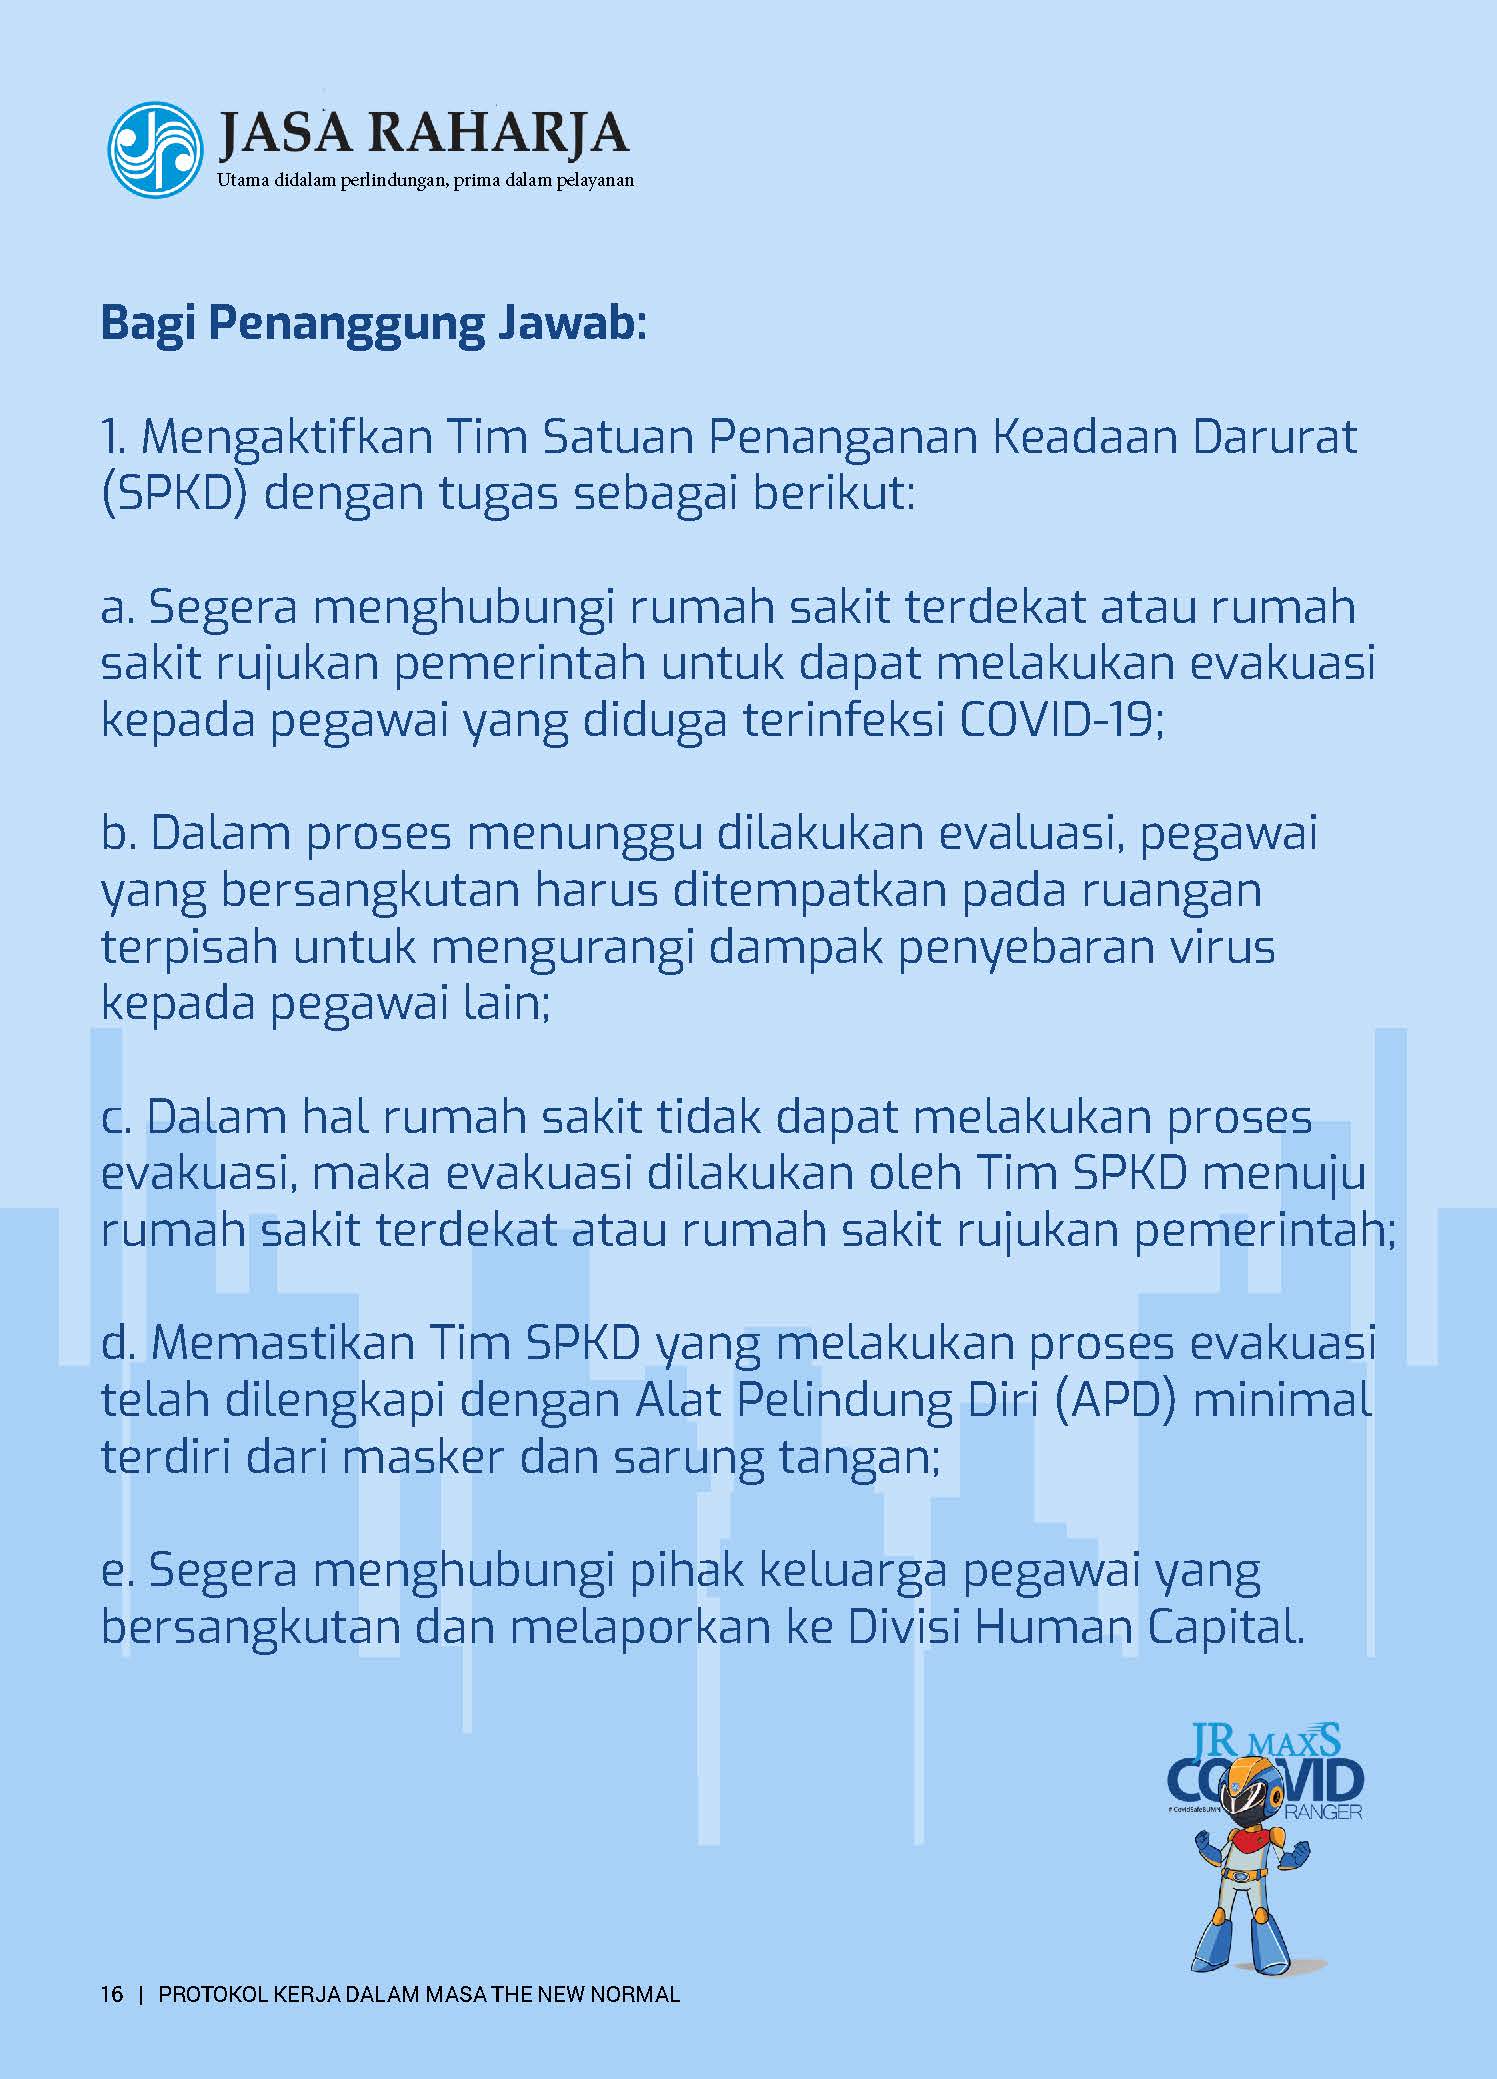 JASA RAHARJA
Utama didalam perlindungan, prima dalam pelayanan
Bagi Penanggung Jawab:
1. Mengaktifkan Tim Satuan Penanganan Keadaan Darurat
(SPKD) dengan tugas sebagai berikut:
a. Segera menghubungi rumah sakit terdekat atau rumah
sakit rujukan pemerintah untuk dapat melakukan evakuasi
kepada pegawai yang diduga terinfeksi COVID-19;
b. Dalam proses menunggu dilakukan evaluasi, pegawai
yang bersangkutan harus ditempatkan pada ruangan
terpisah untuk mengurangi dampak penyebaran virus
kepada pegawai lain;
c. Dalam hal rumah sakit tidak dapat melakukan proses
evakuasi, maka evakuasi dilakukan oleh Tim SPKD menuju
rumah sakit terdekat atau rumah sakit rujukan pemerintah;
d. Memastikan Tim SPKD yang melakukan proses evakuasi
telah dilengkapi dengan Alat Pelindung Diri (APD) minimal
terdiri dari masker dan sarung tangan;
e. Segera menghubungi pihak keluarga pegawai yang
bersangkutan dan melaporkan ke Divisi Human Capital.
JR MAXS
COVID
#CovidSafeBUMN
RANGER
16 | PROTOKOL KERJA DALAM MASA THE NEW NORMAL